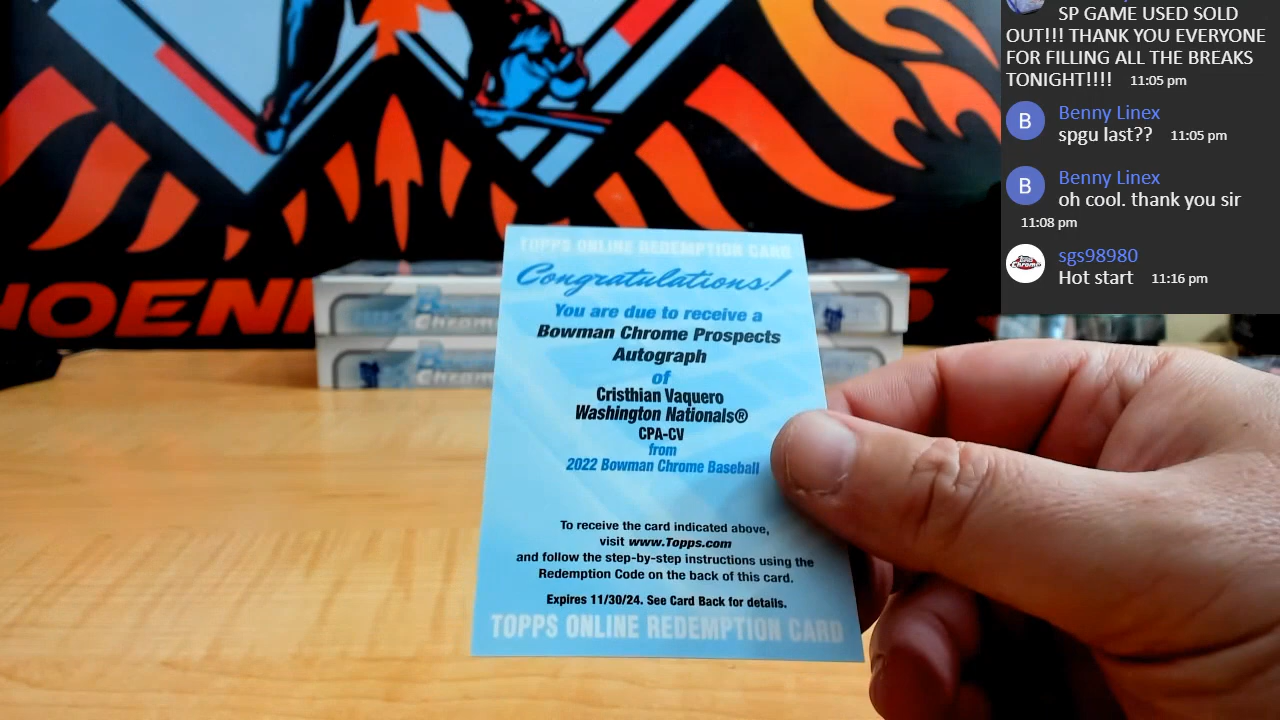 SP GAME USED SOLD
OUT!!! THANK YOU EVERYONE
FOR FILLING ALL THE BREAKS
TONIGHT!!!! 11:05 pm
B Benny Linex
spgu last?? 11:05 pm
B Benny Linex
oh cool. thank you sir
11:08 pm
sgs98980
Hot start 11:16 pm
TOPPS ONLINE REDEMPTION CARD
Congratulations!
You are due to receive a
Bowman Chrome Prospects
Autograph
of
Cristhian Vaquero
Washington Nationals®
CPA-CV
from
2022 Bowman Chrome Baseball
To receive the card indicated above,
visit www.Topps.com
and follow the step-by-step instructions using the
Redemption Code on the back of this card.
Expires 11/30/24. See Card Back for details.
TOPPS ONLINE REDEMPTION CARD
Chrome